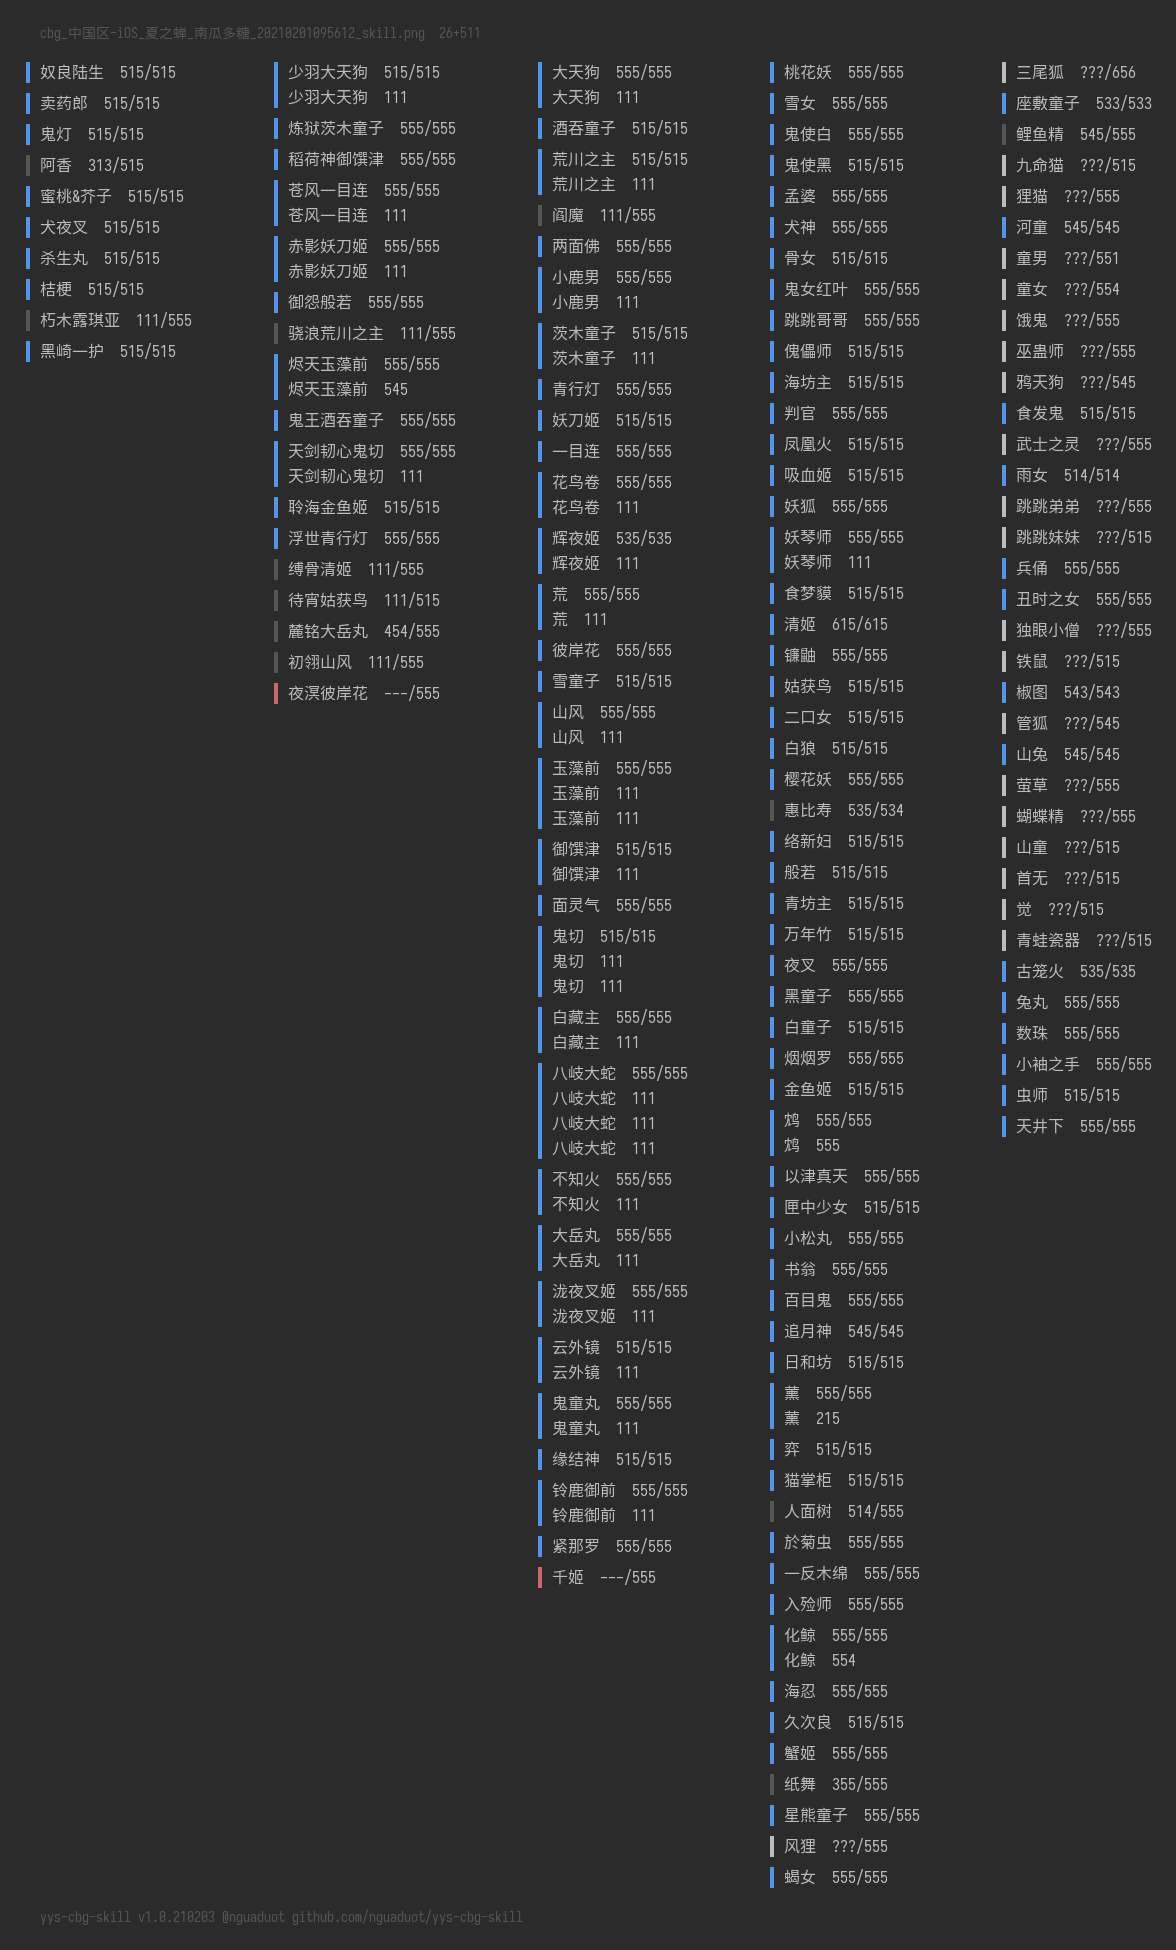 cbg_中国区-iOS_夏之蝉_南瓜多糖_20210201095612_skill.png 26+511
奴良陆生 515/515
卖药郎 515/515
鬼灯 515/515
阿香 313/515
蜜桃&芥子 515/515
犬夜叉 515/515
杀生丸 515/515
桔梗 515/515
朽木露琪亚 111/555
黑崎一护 515/515
少羽大天狗 515/515
少羽大天狗 111
炼狱茨木童子 555/555
稻荷神御馔津 555/555
苍风一目连 555/555
苍风一目连 111
赤影妖刀姬 555/555
赤影妖刀姬 111
御怨般若 555/555
骁浪荒川之主 111/555
烬天玉藻前 555/555
烬天玉藻前 545
鬼王酒吞童子 555/555
天剑韧心鬼切 555/555
天剑韧心鬼切 111
聆海金鱼姬 515/515
浮世青行灯 555/555
缚骨清姬 111/555
待宵姑获鸟 111/515
麓铭大岳丸 454/555
初翎山风 111/555
夜溟彼岸花 ---/555
大天狗 555/555
大天狗 111
酒吞童子 515/515
荒川之主 515/515
荒川之主 111
阎魔 111/555
两面佛 555/555
小鹿男 555/555
小鹿男 111
茨木童子 515/515
茨木童子 111
青行灯 555/555
妖刀姬 515/515
一目连 555/555
花鸟卷 555/555
花鸟卷 111
辉夜姬 535/535
辉夜姬 111
荒 555/555
荒 111
彼岸花 555/555
雪童子 515/515
山风 555/555
山风 111
玉藻前 555/555
玉藻前 111
玉藻前 111
御馔津 515/515
御馔津 111
面灵气 555/555
鬼切 515/515
鬼切 111
鬼切 111
白藏主 555/555
白藏主 111
八岐大蛇 555/555
八岐大蛇 111
八岐大蛇 111
八岐大蛇 111
不知火 555/555
不知火 111
大岳丸 555/555
大岳丸 111
泷夜叉姬 555/555
泷夜叉姬 111
云外镜 515/515
云外镜 111
鬼童丸 555/555
鬼童丸 111
缘结神 515/515
铃鹿御前 555/555
铃鹿御前 111
紧那罗 555/555
千姬 ---/555
桃花妖 555/555
雪女 555/555
鬼使白 555/555
鬼使黑 515/515
孟婆 555/555
犬神 555/555
骨女 515/515
鬼女红叶 555/555
跳跳哥哥 555/555
傀儡师 515/515
海坊主 515/515
判官 555/555
凤凰火 515/515
吸血姬 515/515
妖狐 555/555
妖琴师 555/555
妖琴师 111
食梦貘 515/515
清姬 615/615
镰鼬 555/555
姑获鸟 515/515
二口女 515/515
白狼 515/515
樱花妖 555/555
惠比寿 535/534
络新妇 515/515
般若 515/515
青坊主 515/515
万年竹 515/515
夜叉 555/555
黑童子 555/555
白童子 515/515
烟烟罗 555/555
金鱼姬 515/515
鸩 555/555
鸩 555
以津真天 555/555
匣中少女 515/515
小松丸 555/555
书翁 555/555
百目鬼 555/555
追月神 545/545
日和坊 515/515
薰 555/555
薰 215
弈 515/515
猫掌柜 515/515
人面树 514/555
於菊虫 555/555
一反木绵 555/555
入殓师 555/555
化鲸 555/555
化鲸 554
海忍 555/555
久次良 515/515
蟹姬 555/555
纸舞 355/555
星熊童子 555/555
风狸 ???/555
蝎女 555/555
三尾狐 ???/656
座敷童子 533/533
鲤鱼精 545/555
九命猫 ???/515
狸猫 ???/555
河童 545/545
童男 ???/551
童女 ???/554
饿鬼 ???/555
巫蛊师 ???/555
鸦天狗 ???/545
食发鬼 515/515
武士之灵 ???/555
雨女 514/514
跳跳弟弟 ???/555
跳跳妹妹 ???/515
兵俑 555/555
丑时之女 555/555
独眼小僧 ???/555
铁鼠 ???/515
椒图 543/543
管狐 ???/545
山兔 545/545
萤草 ???/555
蝴蝶精 ???/555
山童 ???/515
首无 ???/515
觉 ???/515
青蛙瓷器 ???/515
古笼火 535/535
兔丸 555/555
数珠 555/555
小袖之手 555/555
虫师 515/515
天井下 555/555
yys-cbg-skill v1.0.210203 @nguaduot github.com/nguaduot/yys-cbg-skill